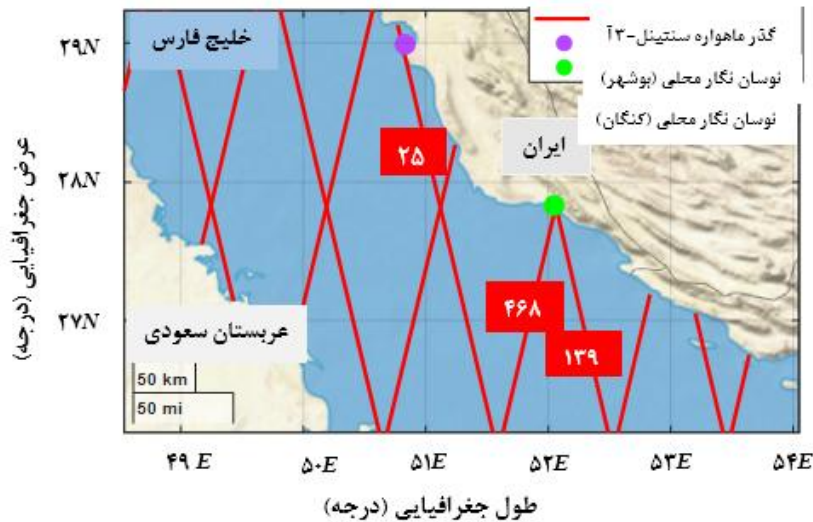 گذر ماهواره سنتینل-۳آ
نوسان نگار محلی (بوشهر)
نوسان نگار محلی (کنگان)
خلیج فارس
ایران
عربستان سعودی
۲۵
۴۶۸
۱۳۹
۲۹N
۲۸N
۲۷N
عرض جغرافیایی (درجه)
50 km
50 mi
۴۹ E
۵۰E
۵۱E
۵۲E
۵۳E
۵۴E
طول جغرافیایی (درجه)